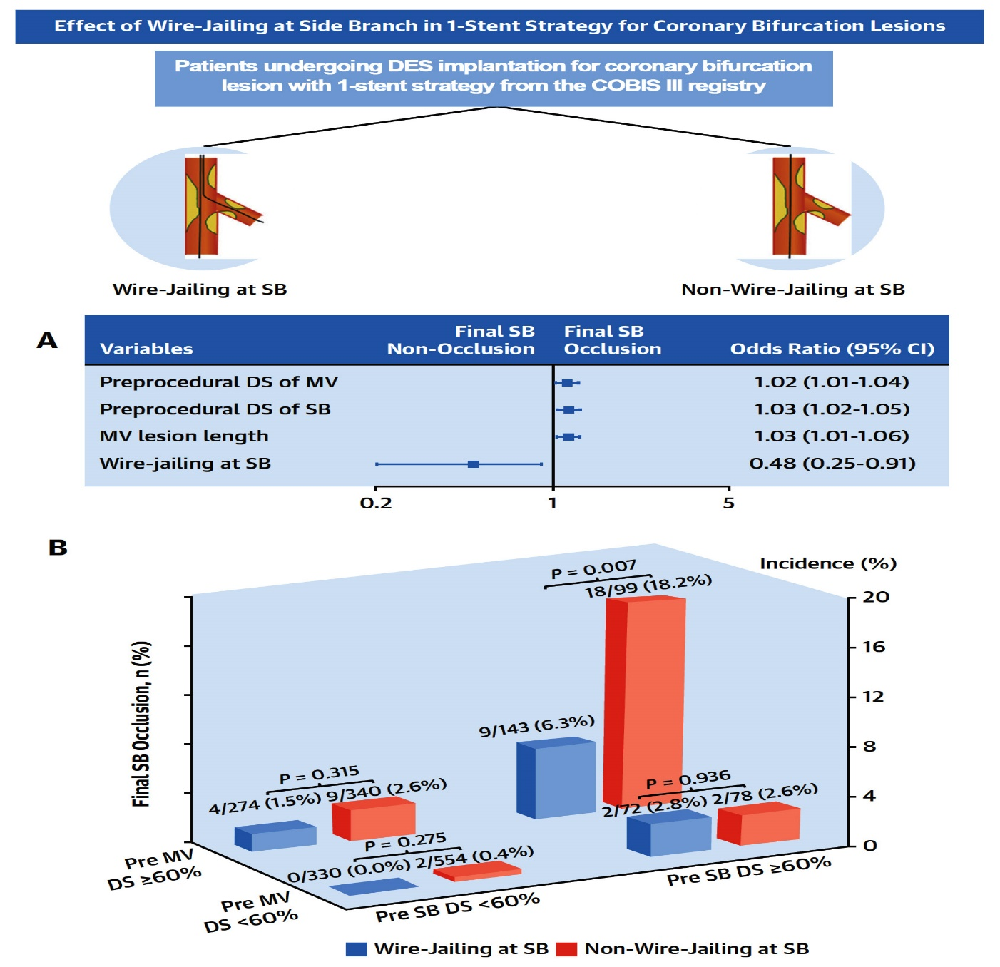 Effect of Wire-Jailing at Side Branch in 1-Stent Strategy for Coronary Bifurcation Lesions
Patients undergoing DES implantation for coronary bifurcation
lesion with 1-stent strategy from the COBIS III registry
Wire-Jailing at SB
Non-Wire-Jailing at SB
A
Variables
Final SB
Non-Occlusion
Final SB
Occlusion
Odds Ratio (95% CI)
Preprocedural DS of MV 1.02 (1.01-1.04)
Preprocedural DS of SB 1.03 (1.02-1.05)
MV lesion length 1.03 (1.01-1.06)
Wire-jailing at SB 0.48 (0.25-0.91)
0.2 1 5
B
Incidence (%)
Final SB Occlusion, n (%)
20
16
12
8
4
0
P = 0.007
18/99 (18.2%)
9/143 (6.3%)
P = 0.315
4/274 (1.5%) 9/340 (2.6%)
P = 0.936
2/72 (2.8%) 2/78 (2.6%)
P = 0.275
0/330 (0.0%) 2/554 (0.4%)
Pre MV
DS ≥60%
Pre MV
DS <60%
Pre SB DS <60%
Pre SB DS ≥60%
Wire-Jailing at SB
Non-Wire-Jailing at SB